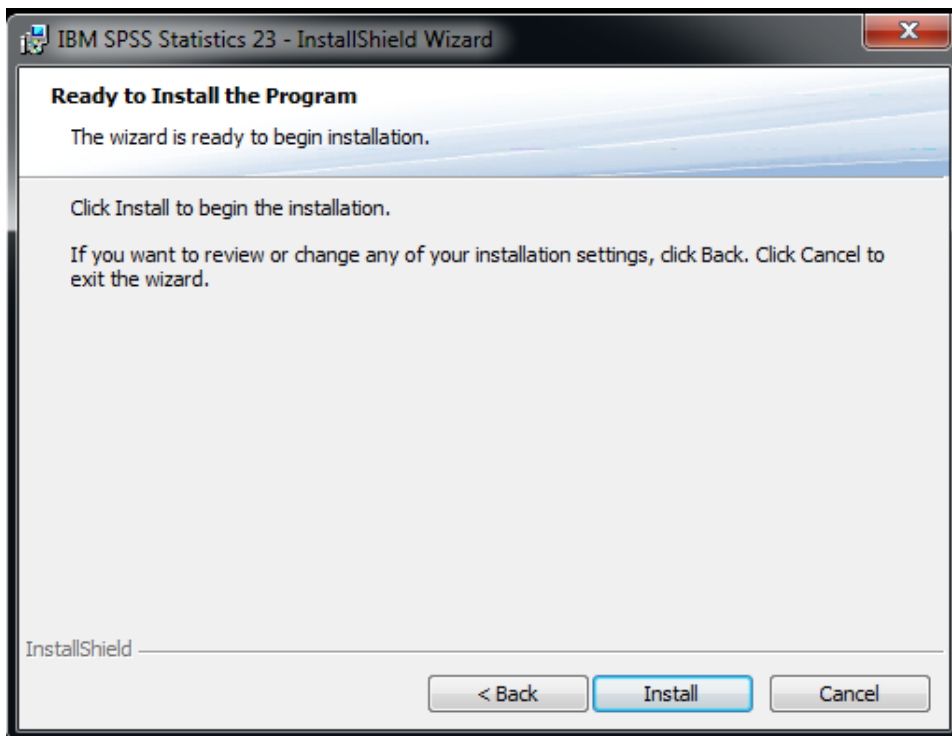 IBM SPSS Statistics 23 - InstallShield Wizard
Ready to Install the Program
The wizard is ready to begin installation.
Click Install to begin the installation.
If you want to review or change any of your installation settings, click Back. Click Cancel to
exit the wizard.
InstallShield
< Back
Install
Cancel